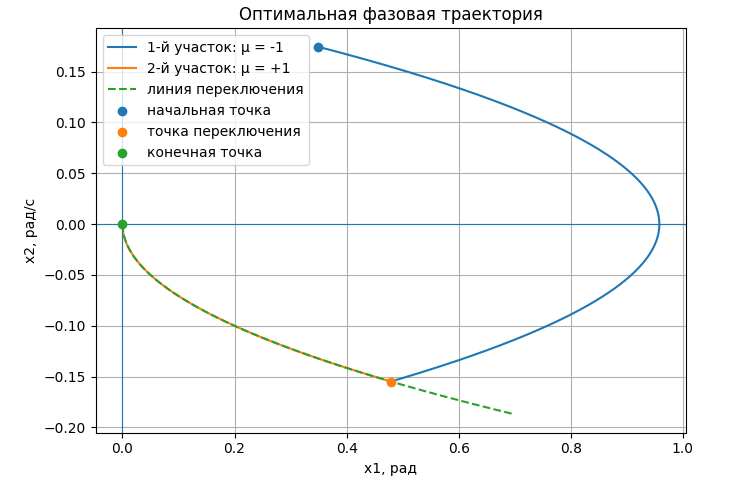 Оптимальная фазовая траектория
1-й участок: μ = -1
2-й участок: μ = +1
линия переключения
начальная точка
точка переключения
конечная точка
0.15
0.10
0.05
0.00
−0.05
−0.10
−0.15
−0.20
x2, рад/с
0.0 0.2 0.4 0.6 0.8 1.0
x1, рад